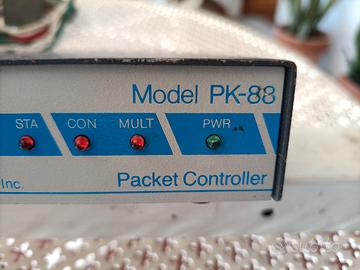 Model PK-88
STA CON MULT PWR
Inc. Packet Controller